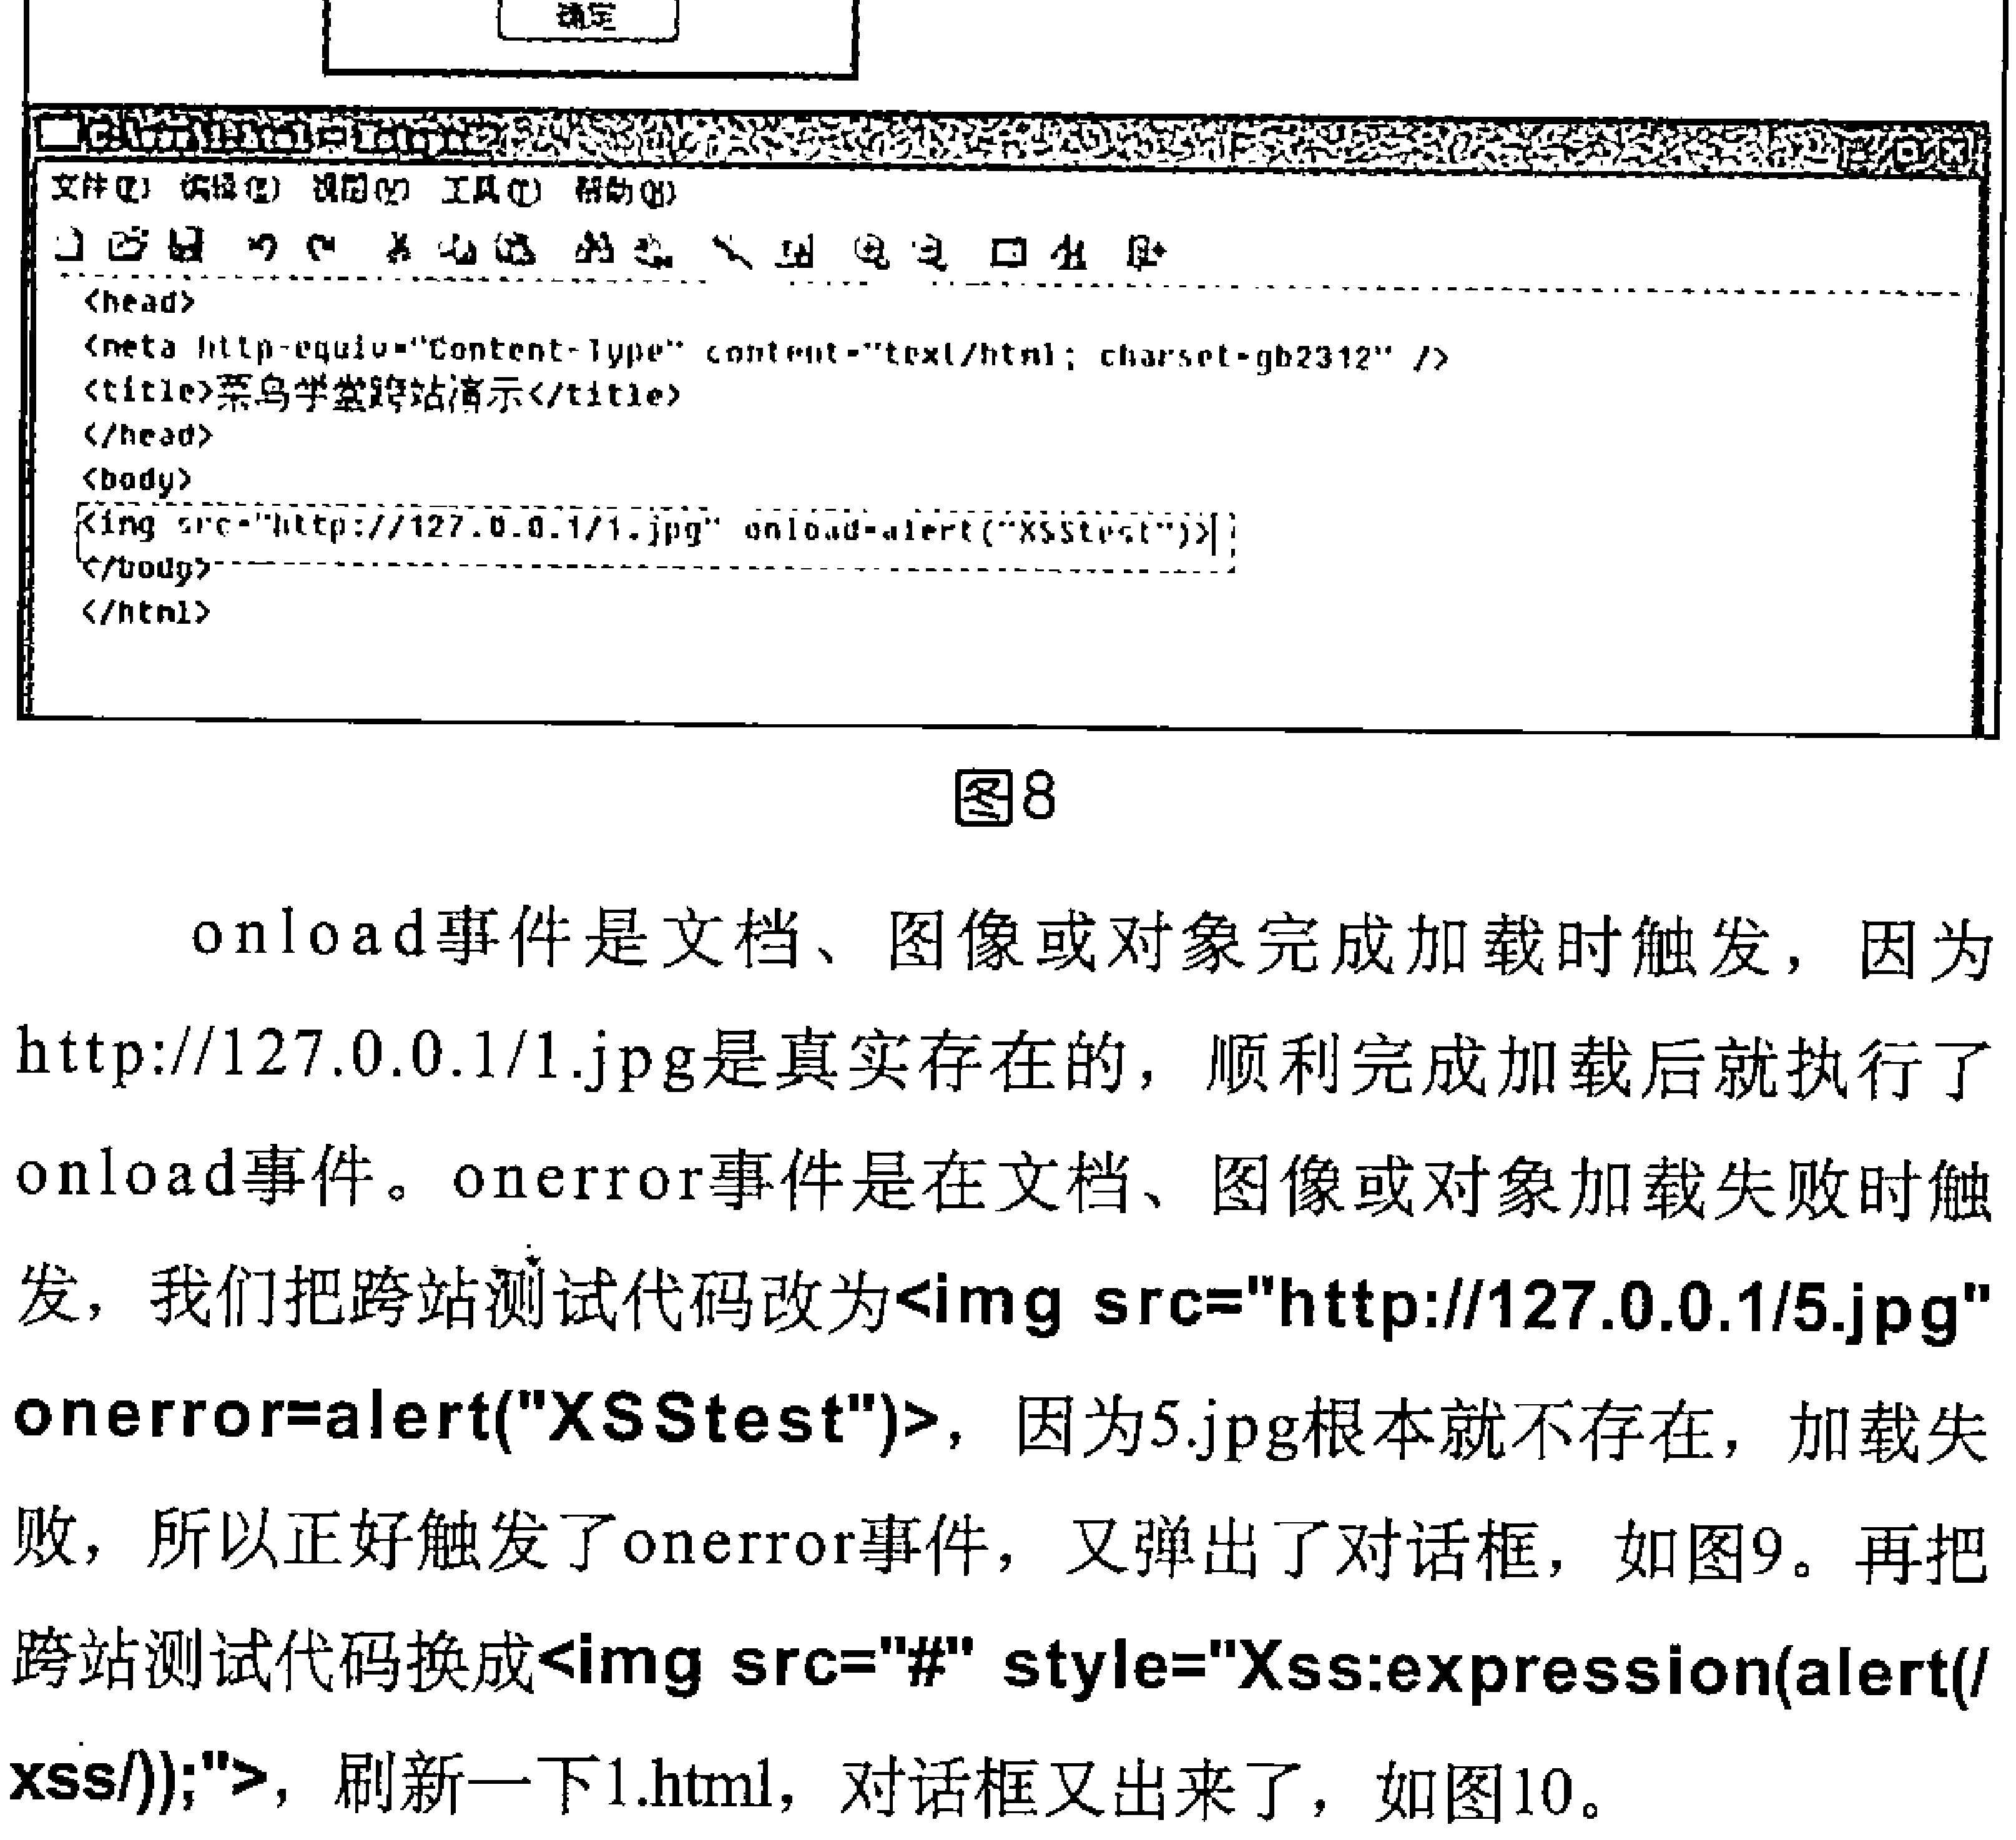 确定
文件(F) 编辑(E) 视图(V) 工具(T) 帮助(H)
<head>
<meta http-equiv="Content-Type" content="text/html; charset=gb2312" />
<title>菜鸟学堂跨站演示</title>
</head>
<body>
<img src="http://127.0.0.1/1.jpg" onload=alert("XSStest")>
</body>
</html>
图8
onload事件是文档、图像或对象完成加载时触发，因为
http://127.0.0.1/1.jpg是真实存在的，顺利完成加载后就执行了
onload事件。onerror事件是在文档、图像或对象加载失败时触
发，我们把跨站测试代码改为<img src="http://127.0.0.1/5.jpg"
onerror=alert("XSStest")>，因为5.jpg根本就不存在，加载失
败，所以正好触发了onerror事件，又弹出了对话框，如图9。再把
跨站测试代码换成<img src="#" style="Xss:expression(alert(/
xss/));">，刷新一下1.html，对话框又出来了，如图10。